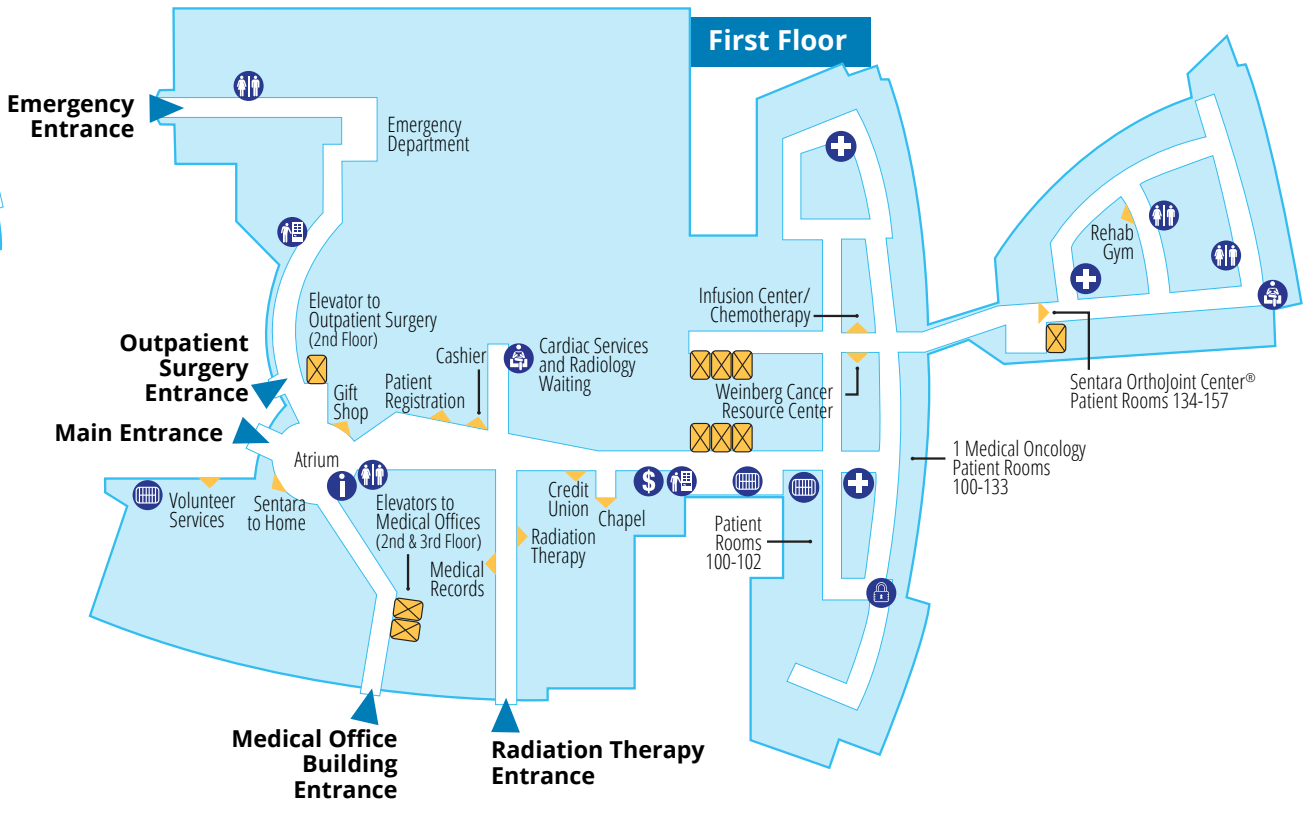 First Floor
Emergency
Entrance
Emergency
Department
Elevator to
Outpatient Surgery
(2nd Floor)
Outpatient
Surgery
Entrance
Main Entrance
Gift
Shop
Patient
Registration
Cashier
Cardiac Services
and Radiology
Waiting
Infusion Center/
Chemotherapy
Weinberg Cancer
Resource Center
Rehab
Gym
Sentara OrthoJoint Center®
Patient Rooms 134-157
1 Medical Oncology
Patient Rooms
100-133
Atrium
i
$
Volunteer
Services
Sentara
to Home
Elevators to
Medical Offices
(2nd & 3rd Floor)
Medical
Records
Credit
Union
Chapel
Radiation
Therapy
Patient
Rooms
100-102
Medical Office
Building
Entrance
Radiation Therapy
Entrance